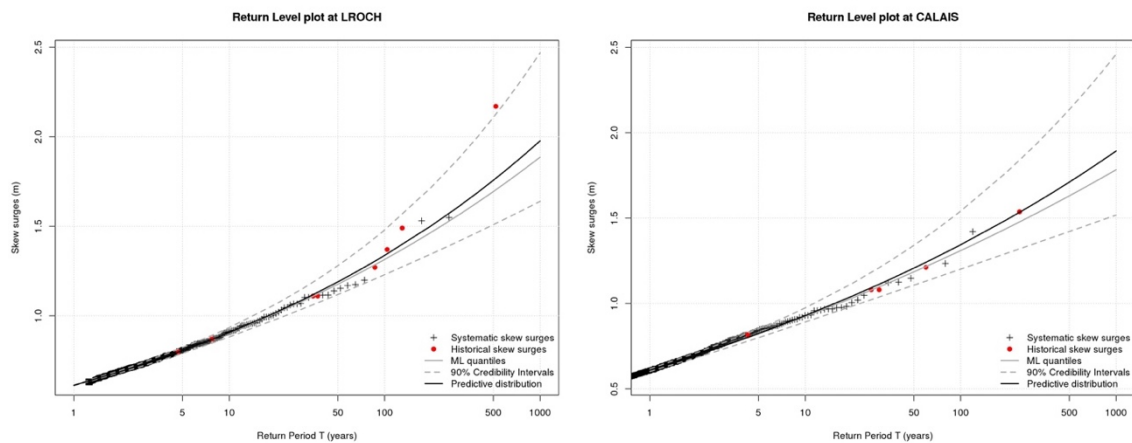 Return Level plot at LROCH
Skew surges (m)
2.5
2.0
1.5
1.0
Systematic skew surges
Historical skew surges
ML quantiles
90% Credibility Intervals
Predictive distribution
1 5 10 50 100 500 1000
Return Period T (years)
Return Level plot at CALAIS
Skew surges (m)
2.5
2.0
1.5
1.0
0.5
Systematic skew surges
Historical skew surges
ML quantiles
90% Credibility Intervals
Predictive distribution
1 5 10 50 100 500 1000
Return Period T (years)